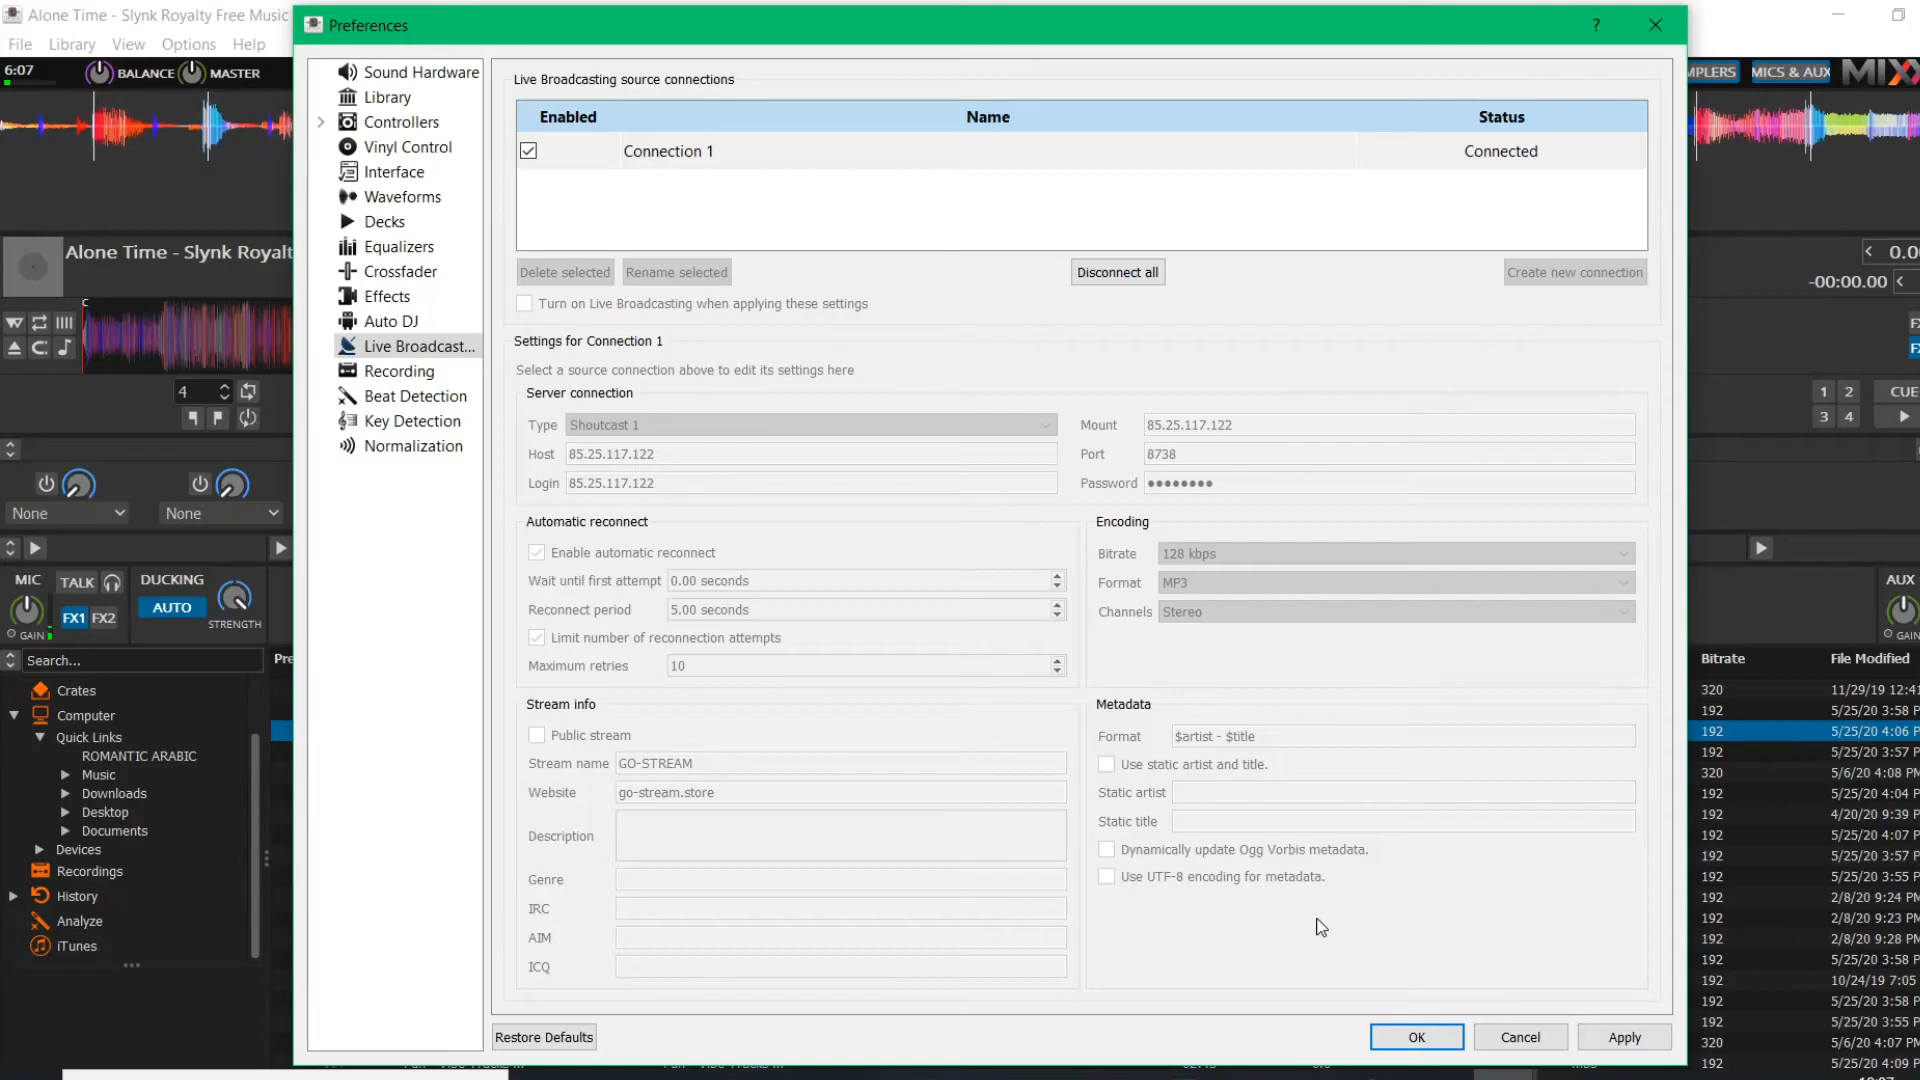 Alone Time - Slynk Royalty Free Music
Preferences
?
File Library View Options Help
6:07 BALANCE MASTER
MPLERS MICS & AUX MIXX
Alone Time - Slynk Royalt
C
4
None None
MIC TALK DUCKING
AUTO
FX1 FX2
GAIN STRENGTH
Search...
Pre
Crates
Computer
Quick Links
ROMANTIC ARABIC
Music
Downloads
Desktop
Documents
Devices
Recordings
History
Analyze
iTunes
Sound Hardware
Library
Controllers
Vinyl Control
Interface
Waveforms
Decks
Equalizers
Crossfader
Effects
Auto DJ
Live Broadcast...
Recording
Beat Detection
Key Detection
Normalization
Live Broadcasting source connections
Enabled Name Status
Connection 1 Connected
Delete selected Rename selected Disconnect all Create new connection
Turn on Live Broadcasting when applying these settings
Settings for Connection 1
Select a source connection above to edit its settings here
Server connection
Type Shoutcast 1 Mount 85.25.117.122
Host 85.25.117.122 Port 8738
Login 85.25.117.122 Password ●●●●●●●●
Automatic reconnect
Enable automatic reconnect
Wait until first attempt 0.00 seconds
Reconnect period 5.00 seconds
Limit number of reconnection attempts
Maximum retries 10
Encoding
Bitrate 128 kbps
Format MP3
Channels Stereo
Stream info
Public stream
Stream name GO-STREAM
Website go-stream.store
Description
Genre
IRC
AIM
ICQ
Metadata
Format $artist - $title
Use static artist and title.
Static artist
Static title
Dynamically update Ogg Vorbis metadata.
Use UTF-8 encoding for metadata.
Restore Defaults OK Cancel Apply
0.0
-00:00.00
1 2 CUE
3 4
AUX
GAIN
Bitrate File Modified
320 11/29/19 12:41
192 5/25/20 3:58 P
192 5/25/20 4:06 P
192 5/25/20 3:57 P
320 5/6/20 4:08 PM
192 5/25/20 4:04 P
192 4/20/20 9:39 P
192 5/25/20 4:07 P
192 5/25/20 3:57 P
192 5/25/20 3:55 P
192 2/8/20 9:24 PM
192 2/8/20 9:23 PM
192 2/8/20 9:28 PM
192 5/25/20 3:58 P
192 10/24/19 7:05
192 5/25/20 3:58 P
192 5/25/20 3:55 P
320 5/6/20 4:07 PM
192 5/25/20 4:09 P